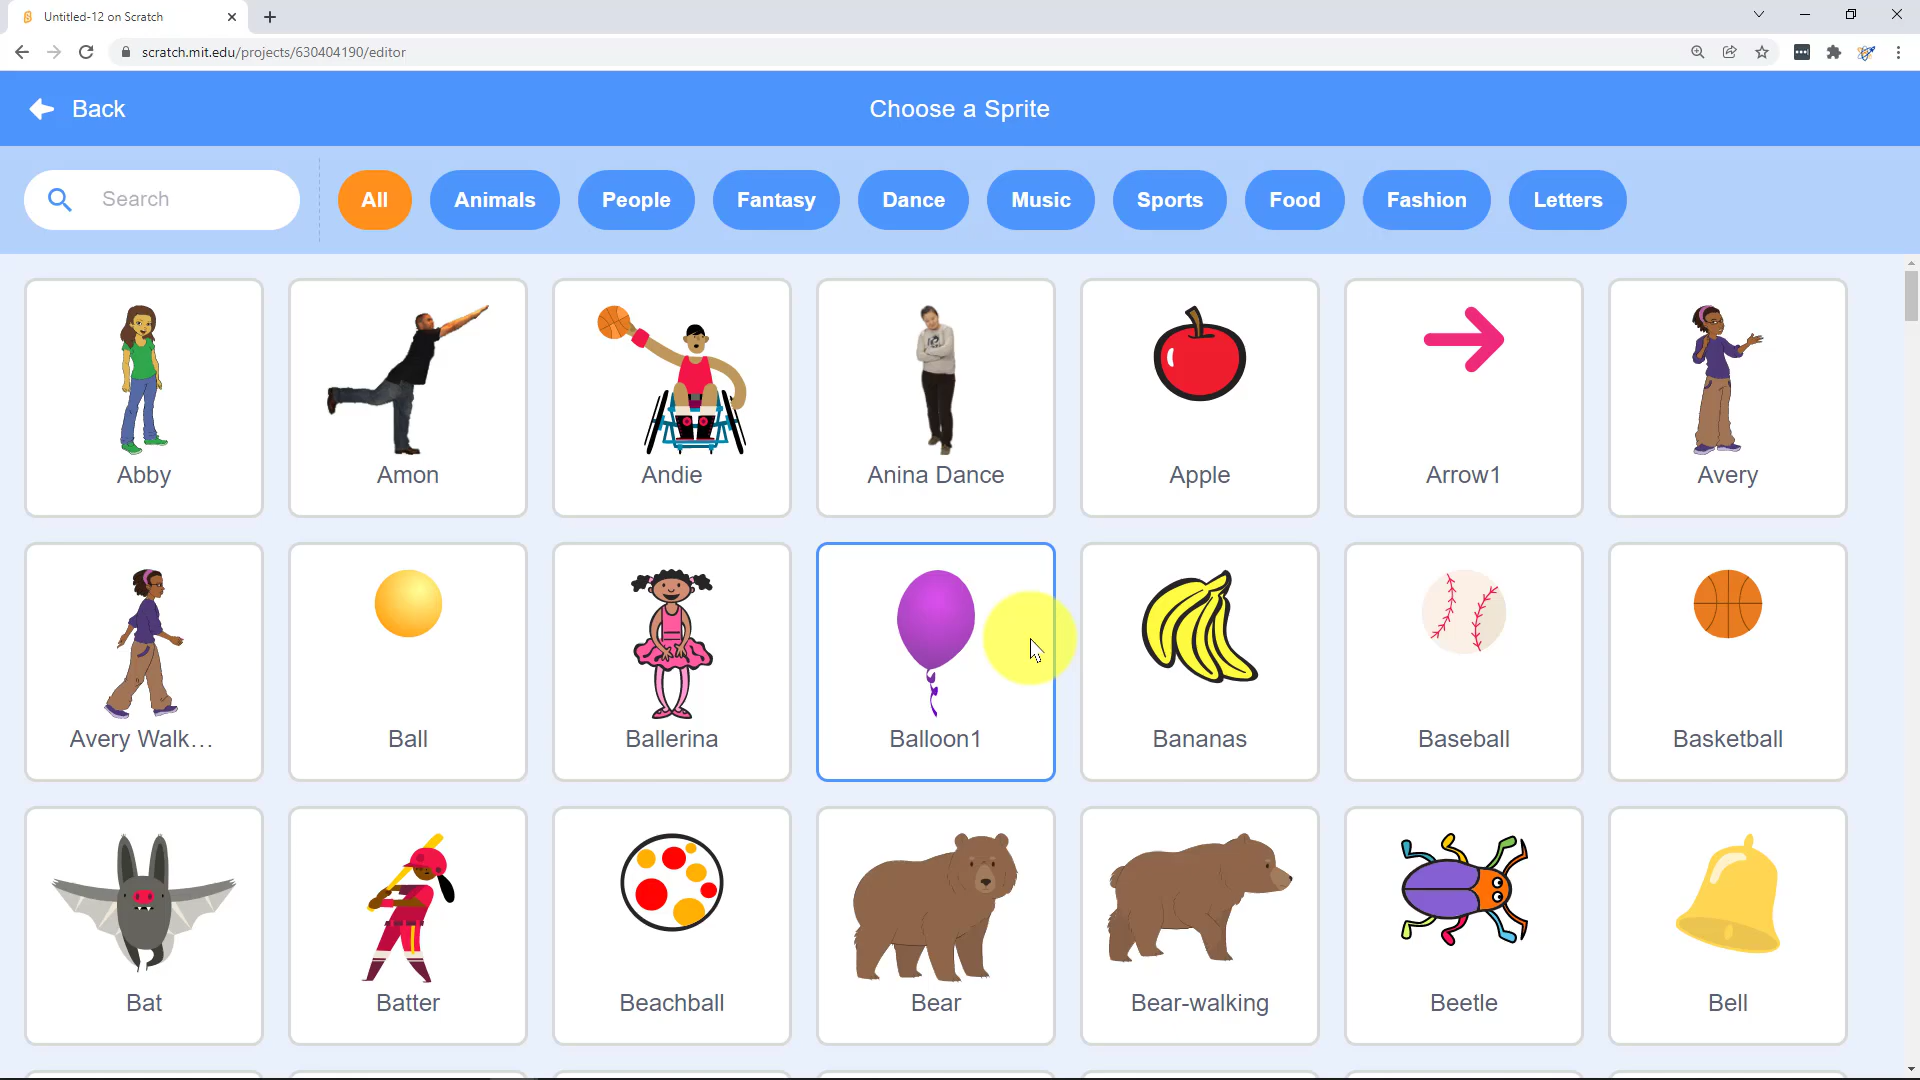 Untitled-12 on Scratch
scratch.mit.edu/projects/630404190/editor
Back
Choose a Sprite
Search
All
Animals
People
Fantasy
Dance
Music
Sports
Food
Fashion
Letters
Abby
Amon
Andie
Anina Dance
Apple
Arrow1
Avery
Avery Walk...
Ball
Ballerina
Balloon1
Bananas
Baseball
Basketball
Bat
Batter
Beachball
Bear
Bear-walking
Beetle
Bell